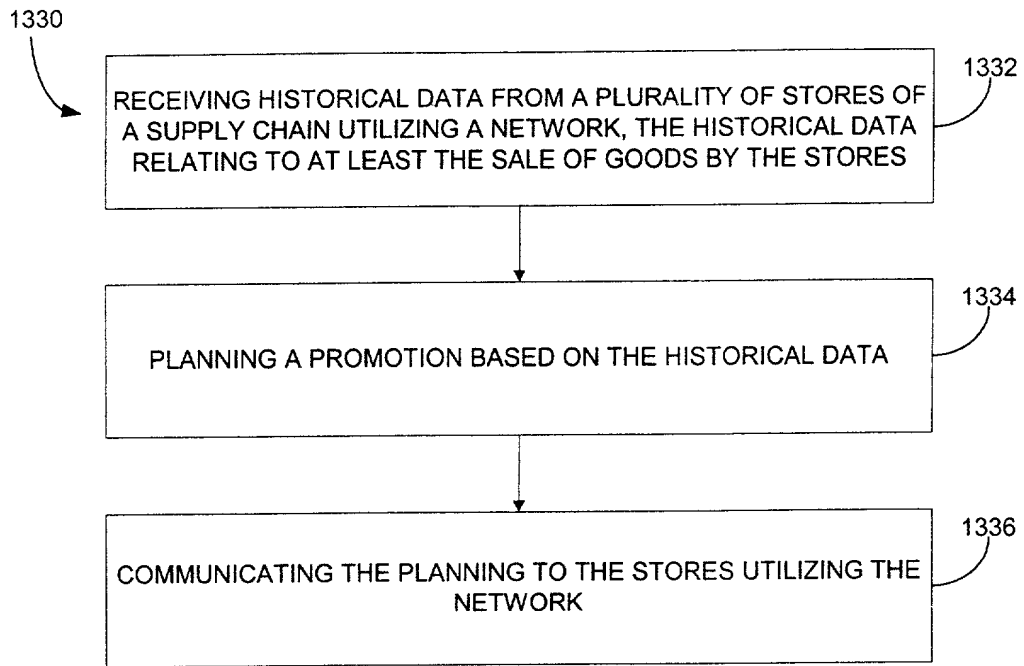 1330
1332
RECEIVING HISTORICAL DATA FROM A PLURALITY OF STORES OF
A SUPPLY CHAIN UTILIZING A NETWORK, THE HISTORICAL DATA
RELATING TO AT LEAST THE SALE OF GOODS BY THE STORES
1334
PLANNING A PROMOTION BASED ON THE HISTORICAL DATA
1336
COMMUNICATING THE PLANNING TO THE STORES UTILIZING THE
NETWORK